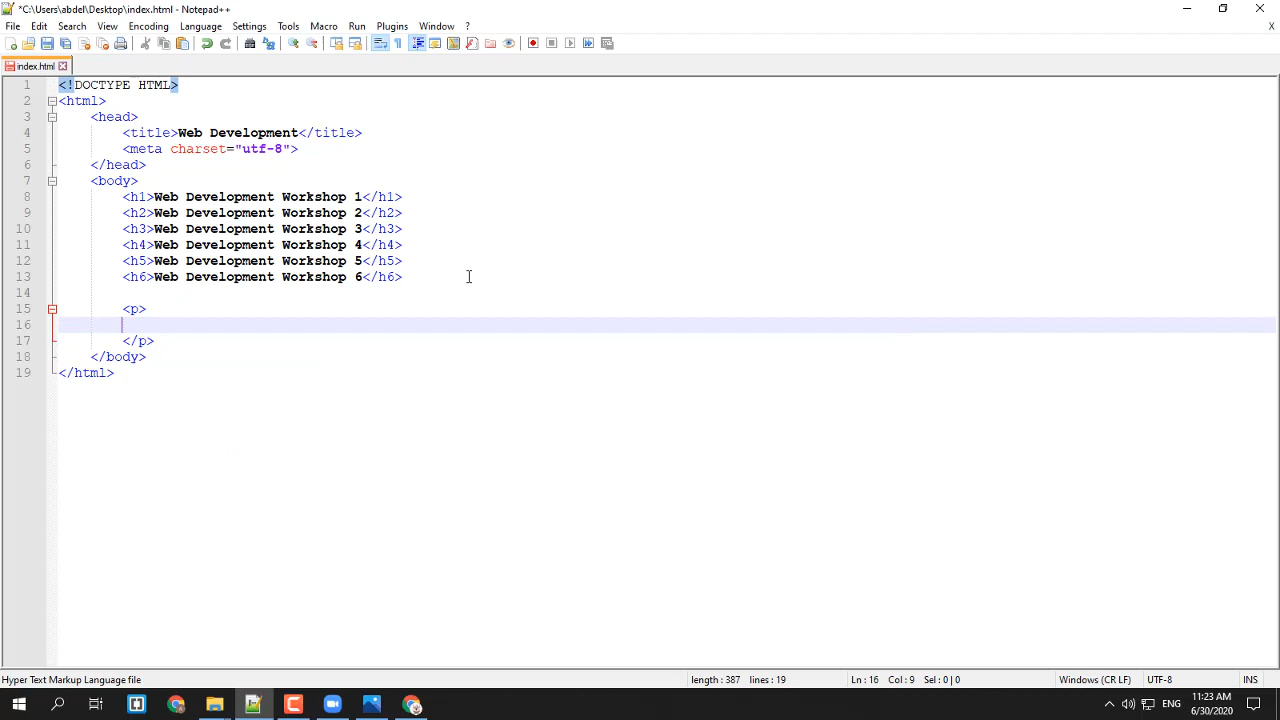 *C:\Users\abdel\Desktop\index.html - Notepad++
File Edit Search View Encoding Language Settings Tools Macro Run Plugins Window ?
X
index.html
1 <!DOCTYPE HTML>
2 <html>
3 <head>
4 <title>Web Development</title>
5 <meta charset="utf-8">
6 </head>
7 <body>
8 <h1>Web Development Workshop 1</h1>
9 <h2>Web Development Workshop 2</h2>
10 <h3>Web Development Workshop 3</h3>
11 <h4>Web Development Workshop 4</h4>
12 <h5>Web Development Workshop 5</h5>
13 <h6>Web Development Workshop 6</h6>
14
15 <p>
16
17 </p>
18 </body>
19 </html>
Hyper Text Markup Language file length : 387 lines : 19 Ln : 16 Col : 9 Sel : 0 | 0 Windows (CR LF) UTF-8 INS
ENG 11:23 AM
6/30/2020